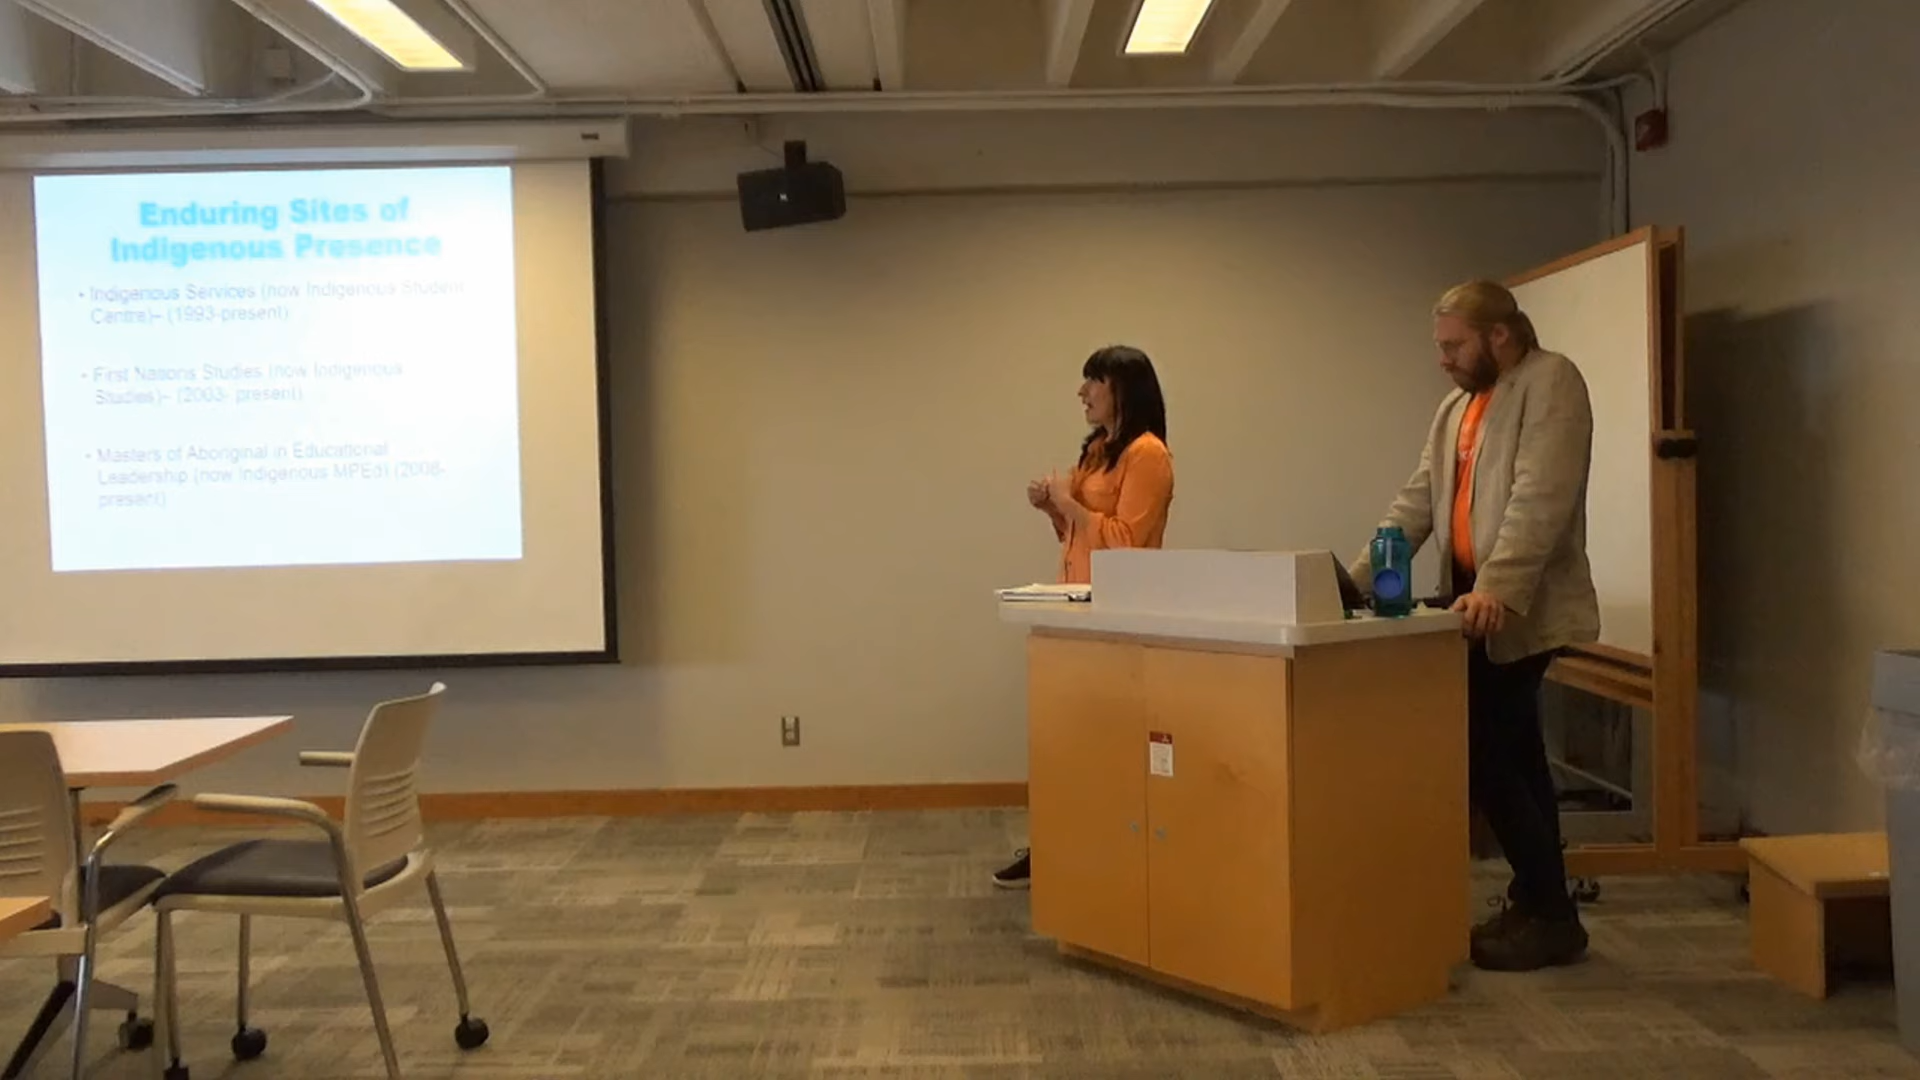 Enduring Sites of
Indigenous Presence
• Indigenous Services (now Indigenous Student
Centre)– (1993-present)
• First Nations Studies (now Indigenous
Studies)– (2003- present)
• Masters of Aboriginal in Educational
Leadership (now Indigenous MPEd) (2008-
present)